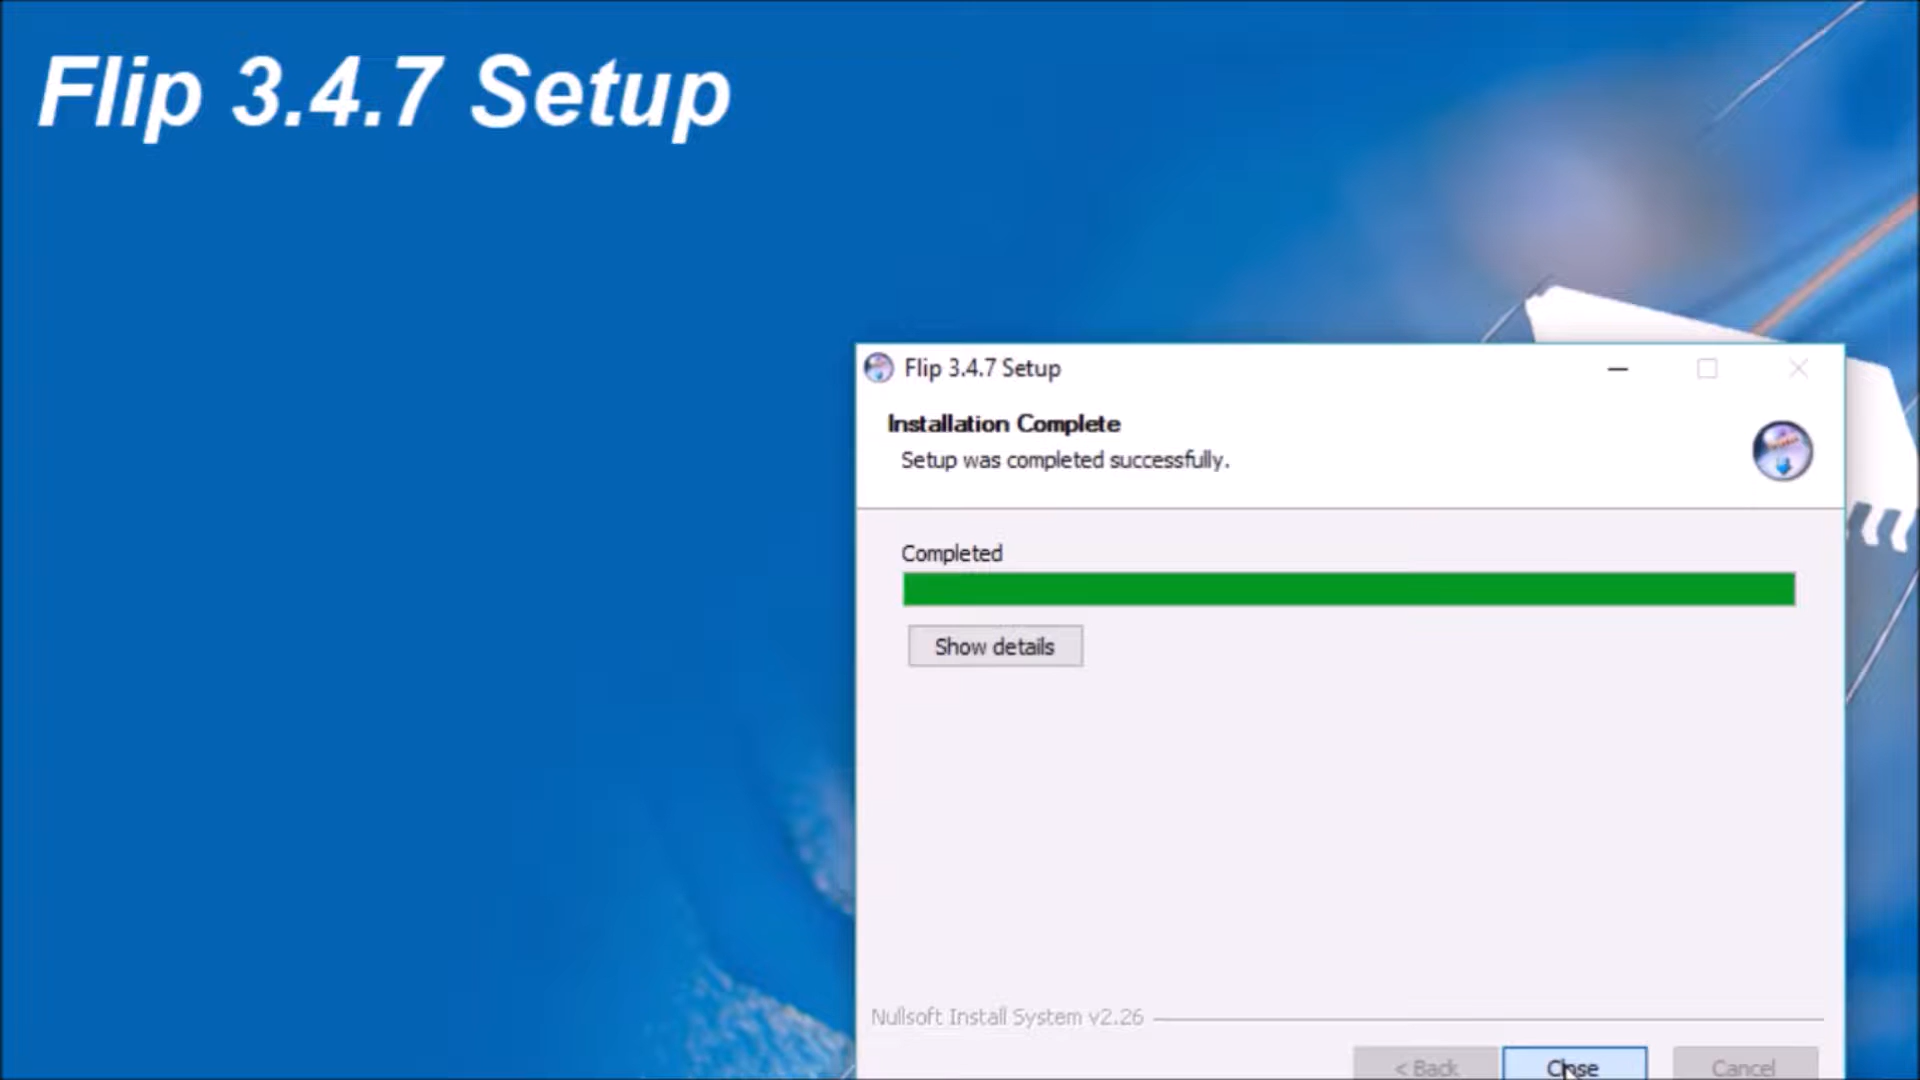 Flip 3.4.7 Setup
Flip 3.4.7 Setup
Installation Complete
Setup was completed successfully.
Completed
Show details
Nullsoft Install System v2.26
< Back
Close
Cancel